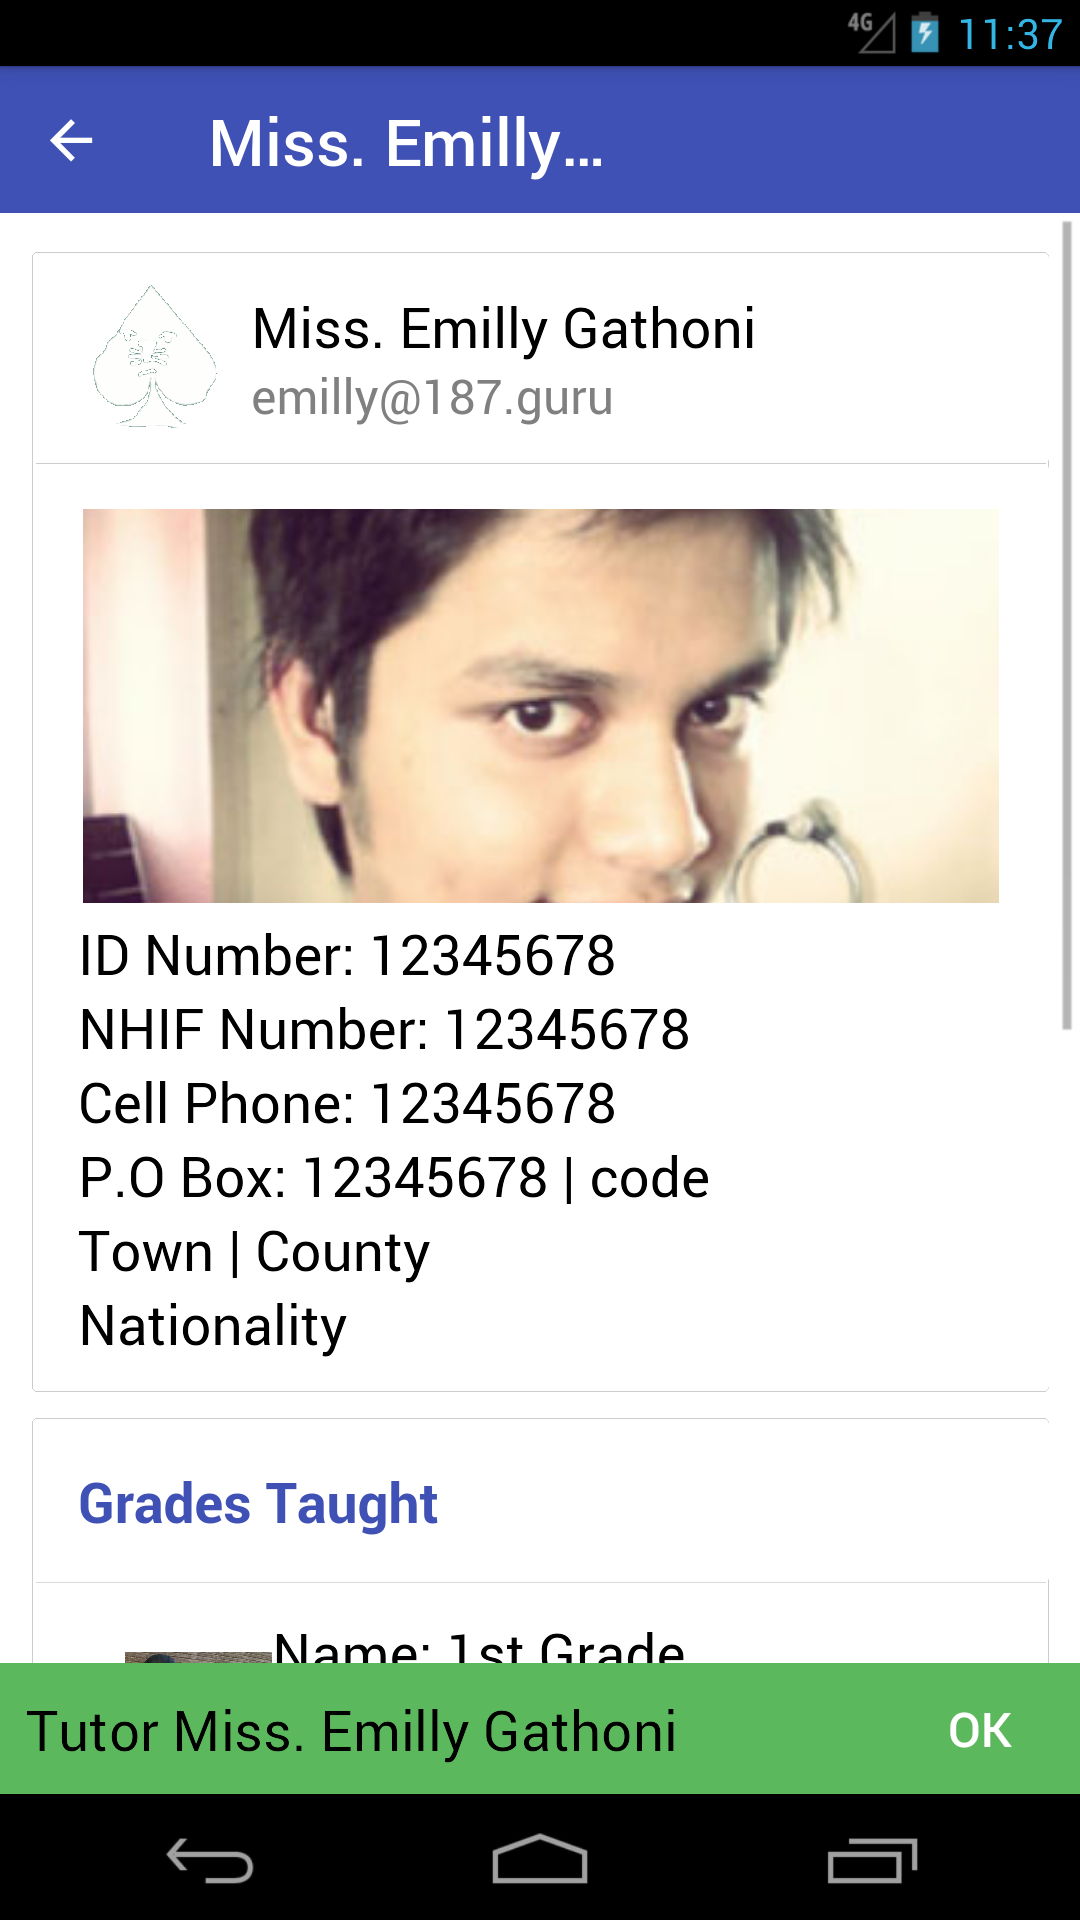 4G 11:37
Miss. Emilly...
Miss. Emilly Gathoni
emilly@187.guru
ID Number: 12345678
NHIF Number: 12345678
Cell Phone: 12345678
P.O Box: 12345678 | code
Town | County
Nationality
Grades Taught
Name: 1st Grade
Tutor Miss. Emilly Gathoni OK